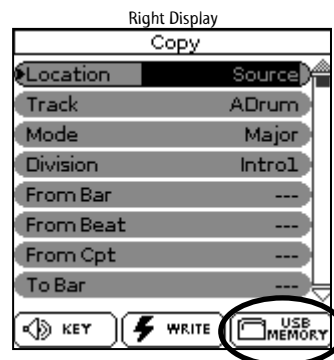 Right Display
Copy
Location Source
Track ADrum
Mode Major
Division Intro1
From Bar ---
From Beat ---
From Cpt ---
To Bar ---
KEY WRITE USB MEMORY